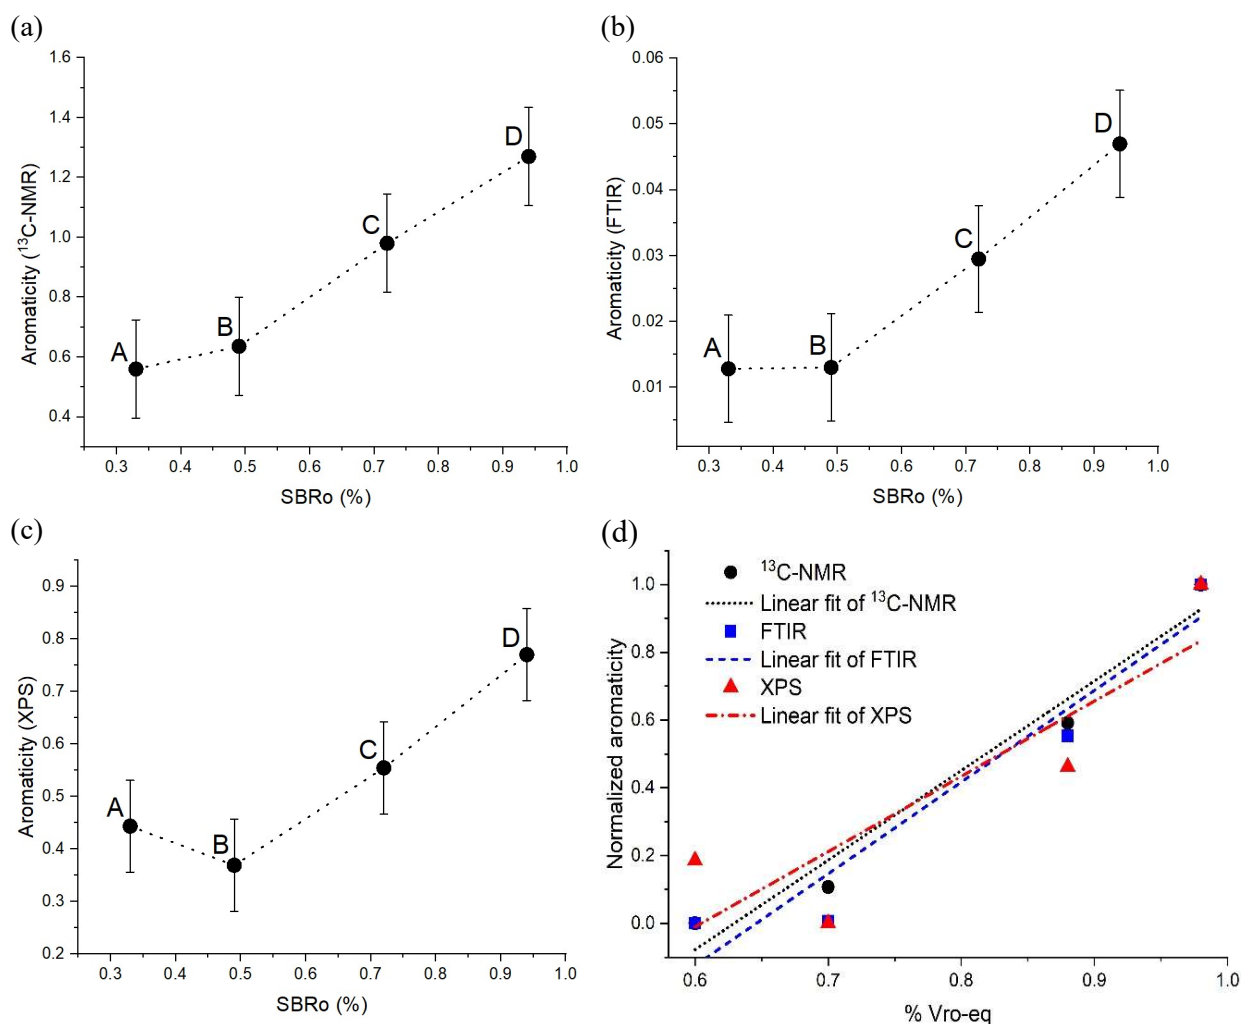 (a)
1.6
1.4
1.2
1.0
0.8
0.6
0.4
Aromaticity (¹³C-NMR)
A
B
C
D
0.3 0.4 0.5 0.6 0.7 0.8 0.9 1.0
SBRo (%)
(b)
0.06
0.05
0.04
0.03
0.02
0.01
Aromaticity (FTIR)
A
B
C
D
0.3 0.4 0.5 0.6 0.7 0.8 0.9 1.0
SBRo (%)
(c)
0.9
0.8
0.7
0.6
0.5
0.4
0.3
0.2
Aromaticity (XPS)
A
B
C
D
0.3 0.4 0.5 0.6 0.7 0.8 0.9 1.0
SBRo (%)
(d)
1.0
0.8
0.6
0.4
0.2
0.0
Normalized aromaticity
¹³C-NMR
Linear fit of ¹³C-NMR
FTIR
Linear fit of FTIR
XPS
Linear fit of XPS
0.6 0.7 0.8 0.9 1.0
% Vro-eq